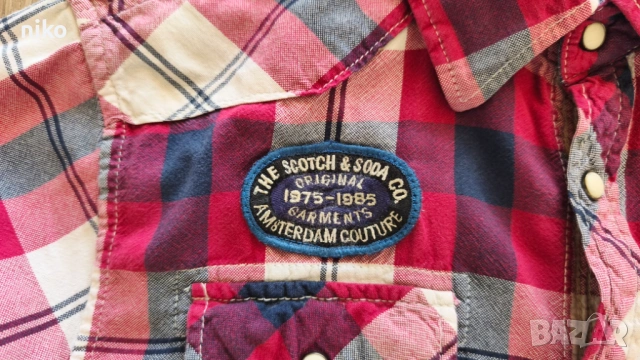 niko
THE SCOTCH & SODA CO.
ORIGINAL
1975-1985
GARMENTS
AMSTERDAM COUTURE
BAZAR